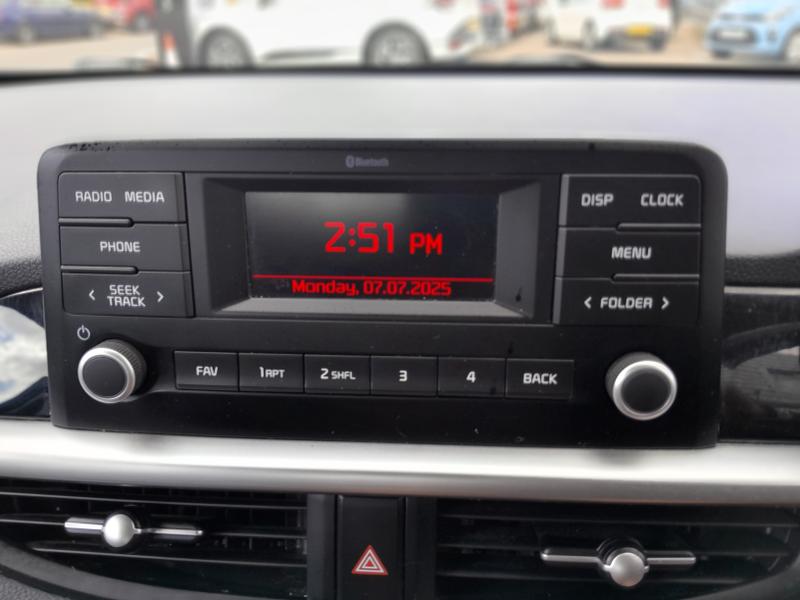 Bluetooth
RADIO MEDIA
PHONE
< SEEK TRACK >
2:51 PM
Monday, 07.07.2025
DISP CLOCK
MENU
< FOLDER >
FAV
1 RPT
2 SHFL
3
4
BACK